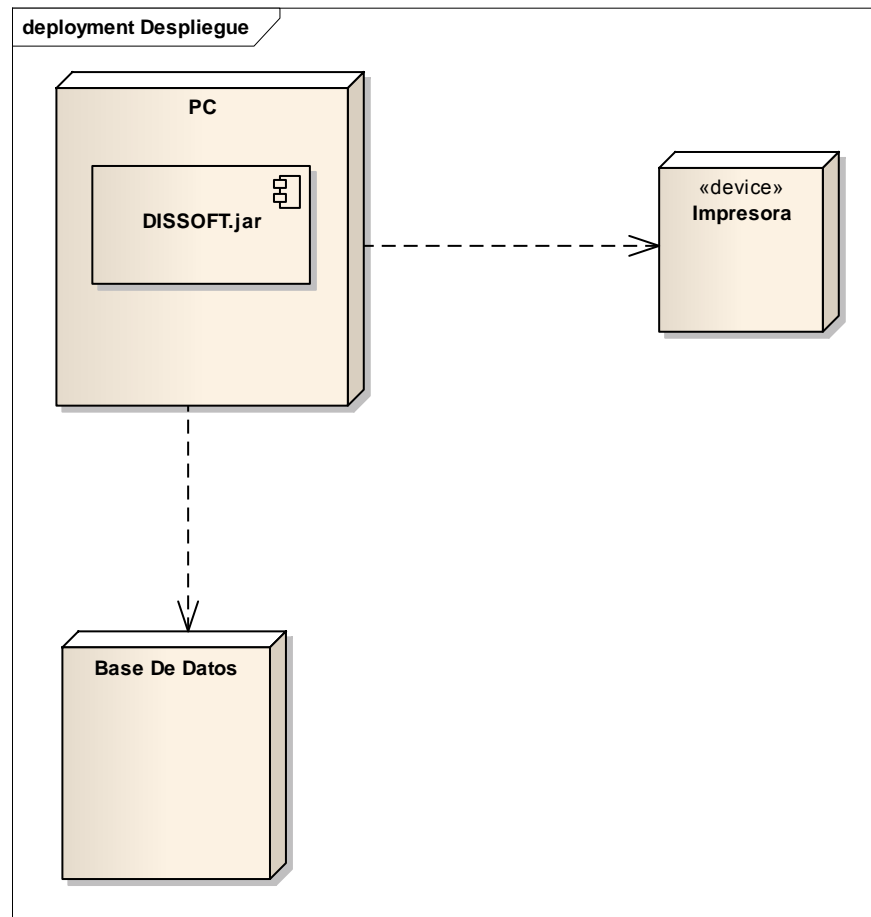 deployment Despliegue
PC
DISSOFT.jar
«device»
Impresora
Base De Datos